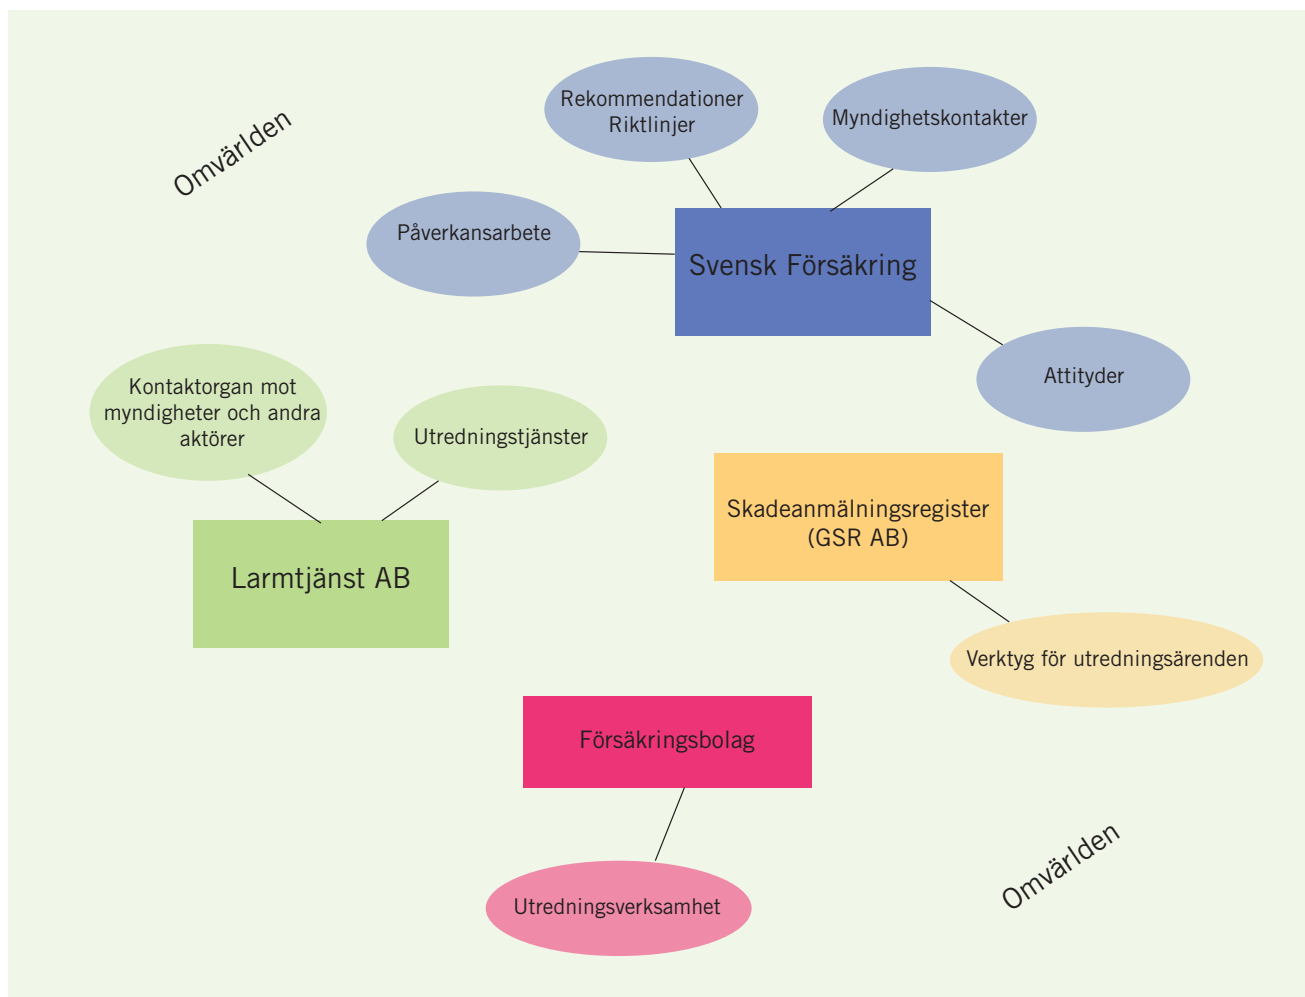 Omvärlden
Rekommendationer
Riktlinjer
Myndighetskontakter
Påverkansarbete
Svensk Försäkring
Attityder
Kontaktorgan mot
myndigheter och andra
aktörer
Utredningstjänster
Larmtjänst AB
Skadeanmälningsregister
(GSR AB)
Verktyg för utredningsärenden
Försäkringsbolag
Utredningsverksamhet
Omvärlden